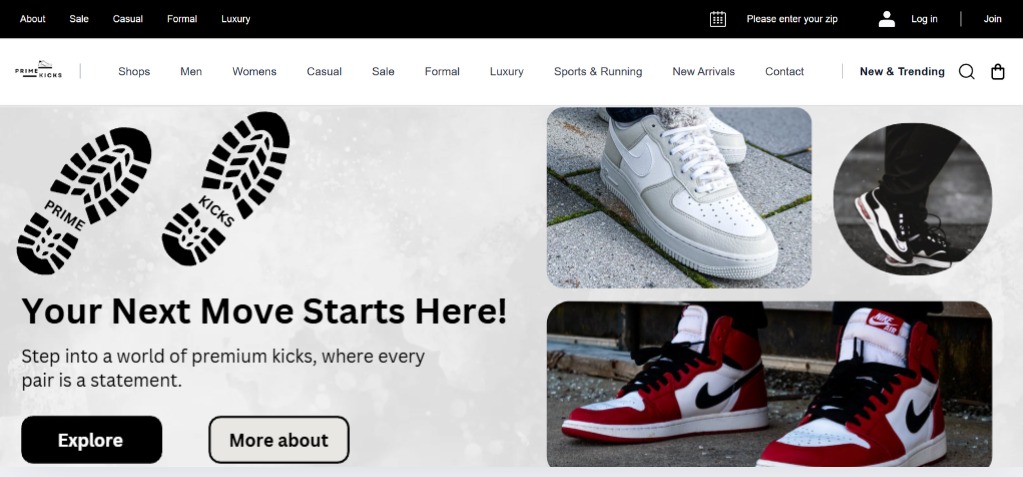 About Sale Casual Formal Luxury Please enter your zip Log in Join
PRIME KICKS Shops Men Womens Casual Sale Formal Luxury Sports & Running New Arrivals Contact New & Trending
PRIME
KICKS
Your Next Move Starts Here!
Step into a world of premium kicks, where every
pair is a statement.
Explore More about
NIKE
AIR